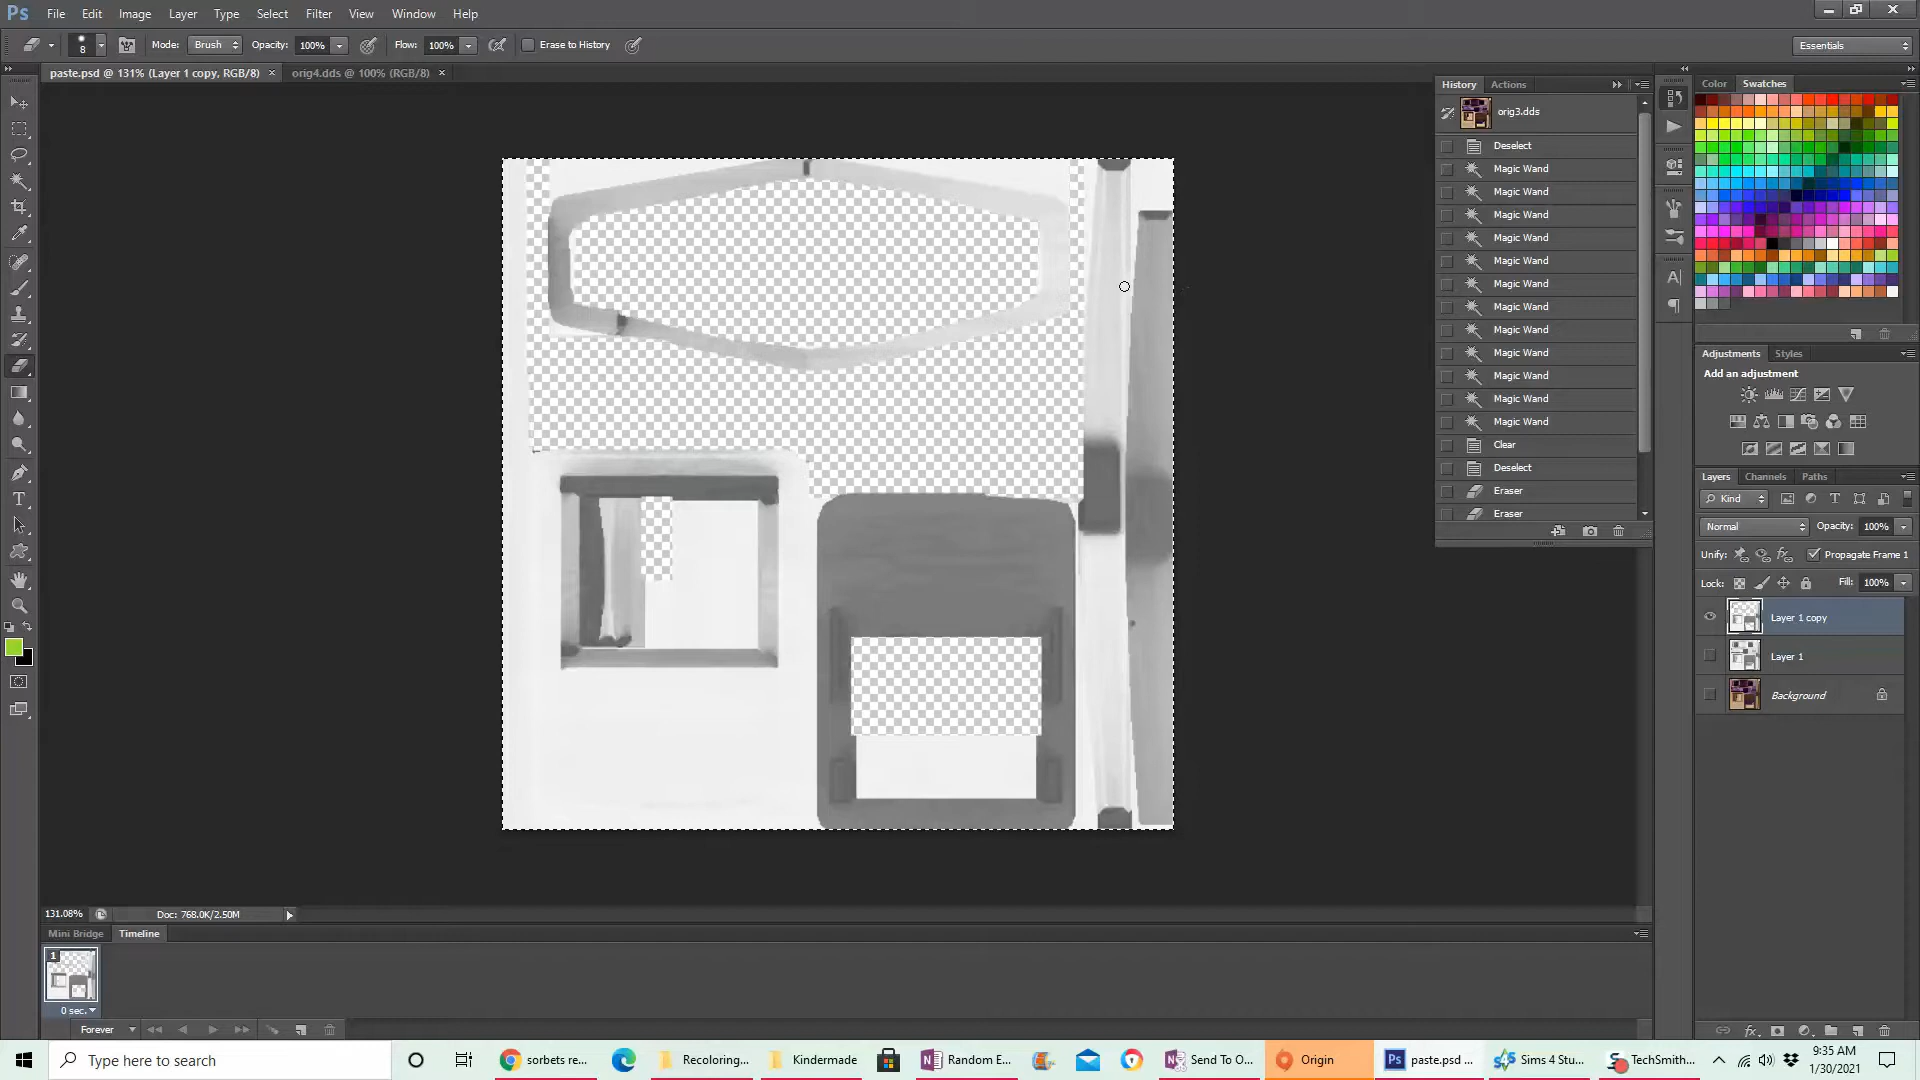 Ps File Edit Image Layer Type Select Filter 3D View Window Help
8 Mode: Brush Opacity: 100% Flow: 100% Erase to History Essentials
paste.psd @ 131% (Layer 1 copy, RGB/8) × orig4.dds @ 100% (RGB/8) ×
History Actions
orig3.dds
Deselect
Magic Wand
Magic Wand
Magic Wand
Magic Wand
Magic Wand
Magic Wand
Magic Wand
Magic Wand
Magic Wand
Magic Wand
Magic Wand
Magic Wand
Clear
Deselect
Eraser
Eraser
Color Swatches
Adjustments Styles
Add an adjustment
Layers Channels Paths
Kind
Normal Opacity: 100%
Unify: Propagate Frame 1
Lock: Fill: 100%
Layer 1 copy
Layer 1
Background
131.08% Doc: 768.0K/2.50M
Mini Bridge Timeline
1
0 sec.
Forever
Type here to search
sorbets re...
Recoloring...
Kindermade
Random E...
Send To O...
Origin
paste.psd ...
Sims 4 Stu...
TechSmith...
9:35 AM
1/30/2021